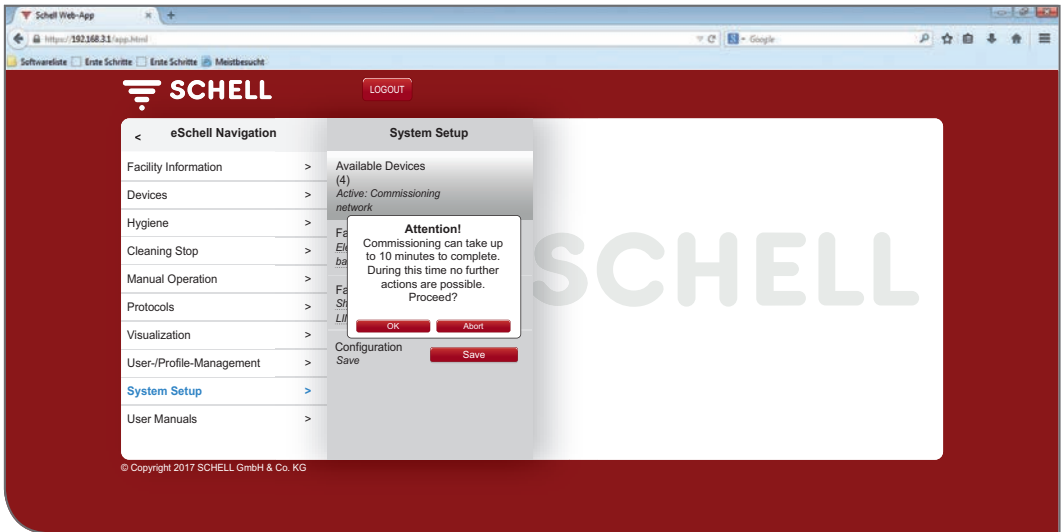 Schell Web-App
https://192.168.3.1/app.html
Google
Softwareliste Erste Schritte Erste Schritte Meistbesucht
SCHELL
LOGOUT
< eSchell Navigation
Facility Information >
Devices >
Hygiene >
Cleaning Stop >
Manual Operation >
Protocols >
Visualization >
User-/Profile-Management >
System Setup >
User Manuals >
System Setup
Available Devices
(4)
Active: Commissioning
network
Attention!
Commissioning can take up
to 10 minutes to complete.
During this time no further
actions are possible.
Proceed?
OK Abort
Configuration
Save
Save
SCHELL
© Copyright 2017 SCHELL GmbH & Co. KG